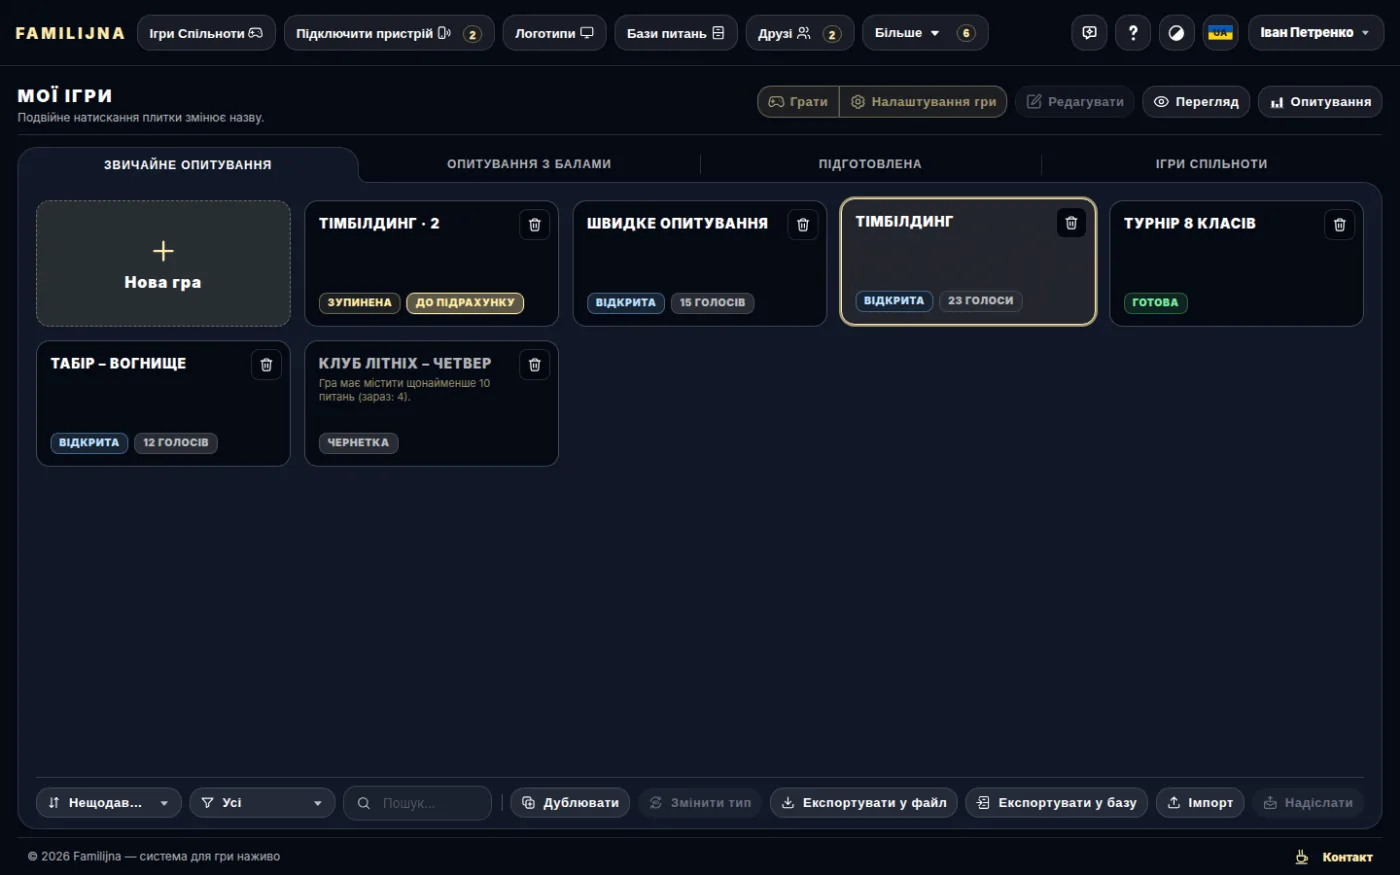 FAMILIJNA
Ігри Спільноти
Підключити пристрій 2
Логотипи
Бази питань
Друзі 2
Більше 6
?
UA
Іван Петренко
МОЇ ІГРИ
Подвійне натискання плитки змінює назву.
Грати
Налаштування гри
Редагувати
Перегляд
Опитування
ЗВИЧАЙНЕ ОПИТУВАННЯ
ОПИТУВАННЯ З БАЛАМИ
ПІДГОТОВЛЕНА
ІГРИ СПІЛЬНОТИ
+
Нова гра
ТІМБІЛДИНГ · 2
ЗУПИНЕНА
ДО ПІДРАХУНКУ
ШВИДКЕ ОПИТУВАННЯ
ВІДКРИТА
15 ГОЛОСІВ
ТІМБІЛДИНГ
ВІДКРИТА
23 ГОЛОСИ
ТУРНІР 8 КЛАСІВ
ГОТОВА
ТАБІР – ВОГНИЩЕ
ВІДКРИТА
12 ГОЛОСІВ
КЛУБ ЛІТНІХ – ЧЕТВЕР
Гра має містити щонайменше 10
питань (зараз: 4).
ЧЕРНЕТКА
Нещодав...
Усі
Пошук...
Дублювати
Змінити тип
Експортувати у файл
Експортувати у базу
Імпорт
Надіслати
© 2026 Familijna — система для гри наживо
Контакт